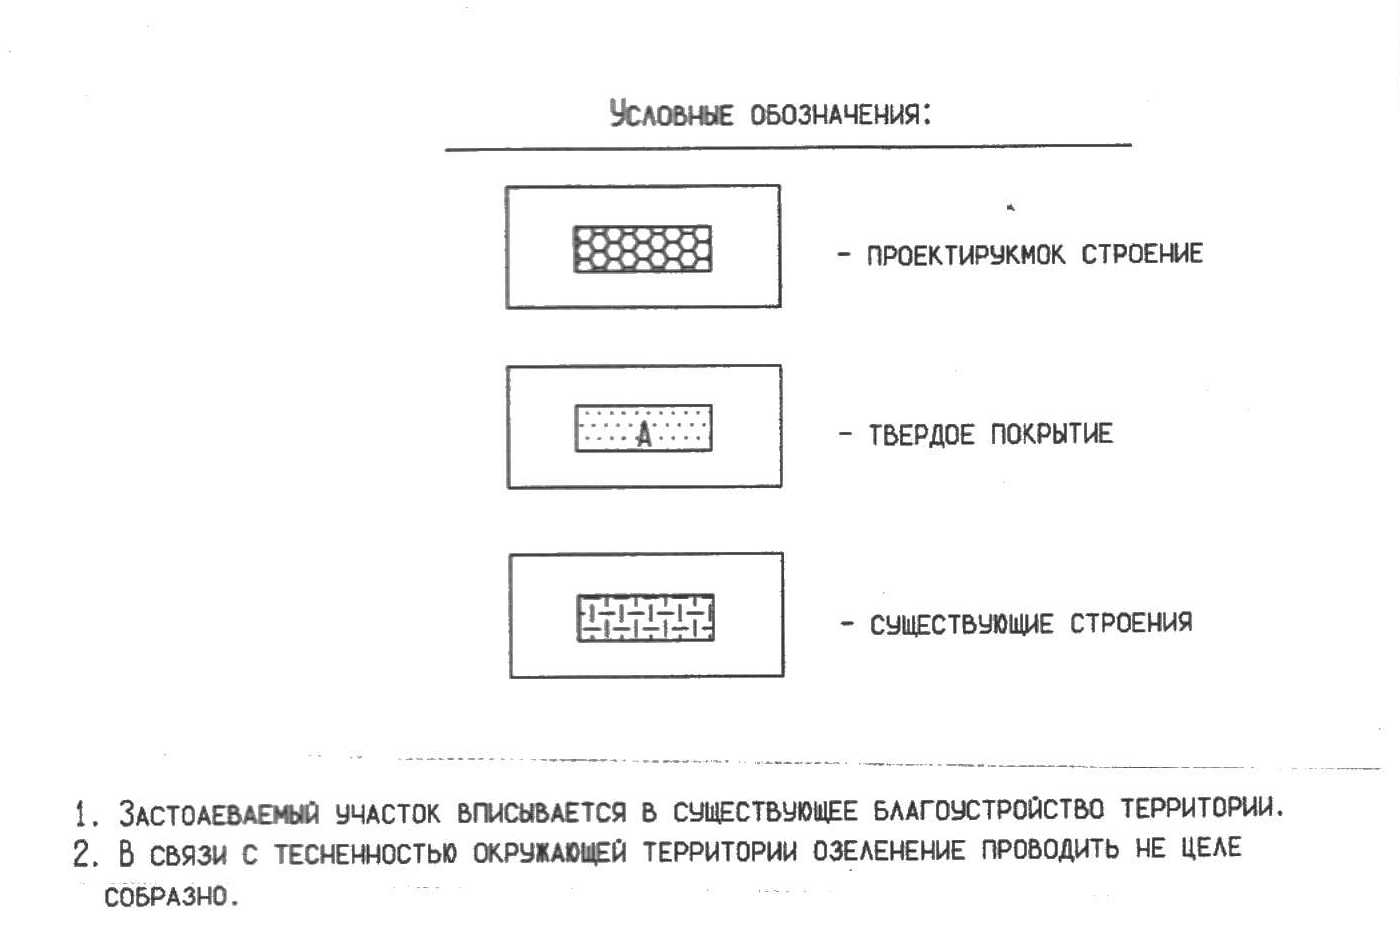 Условные обозначения:
- ПРОЕКТИРУКМОК СТРОЕНИЕ
А
- ТВЕРДОЕ ПОКРЫТИЕ
- СУЩЕСТВУЮЩИЕ СТРОЕНИЯ
1. ЗАСТОАЕВАЕМЫЙ УЧАСТОК ВПИСЫВАЕТСЯ В СУЩЕСТВУЮЩЕЕ БЛАГОУСТРОЙСТВО ТЕРРИТОРИИ.
2. В СВЯЗИ С ТЕСНЕННОСТЬЮ ОКРУЖАЮЩЕЙ ТЕРРИТОРИИ ОЗЕЛЕНЕНИЕ ПРОВОДИТЬ НЕ ЦЕЛЕ
СОБРАЗНО.